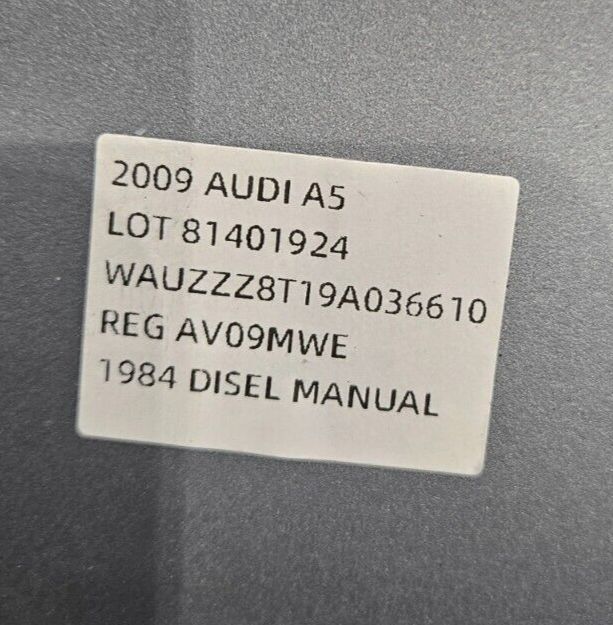 2009 AUDI A5
LOT 81401924
WAUZZZ8T19A036610
REG AV09MWE
1984 DISEL MANUAL